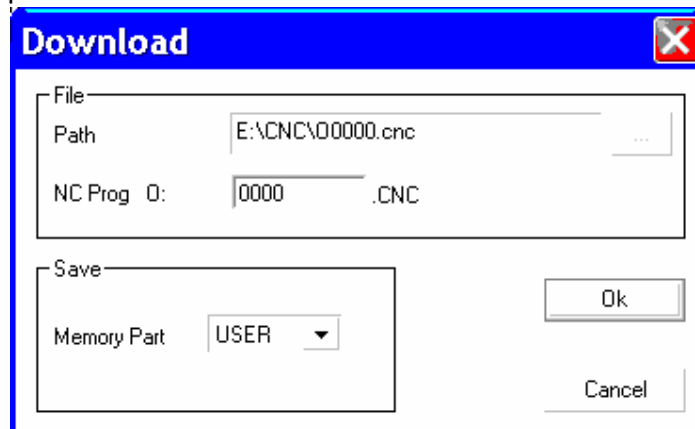 Download
File
Path E:\CNC\O0000.cnc ...
NC Prog O: 0000 .CNC
Save
Memory Part USER
Ok
Cancel